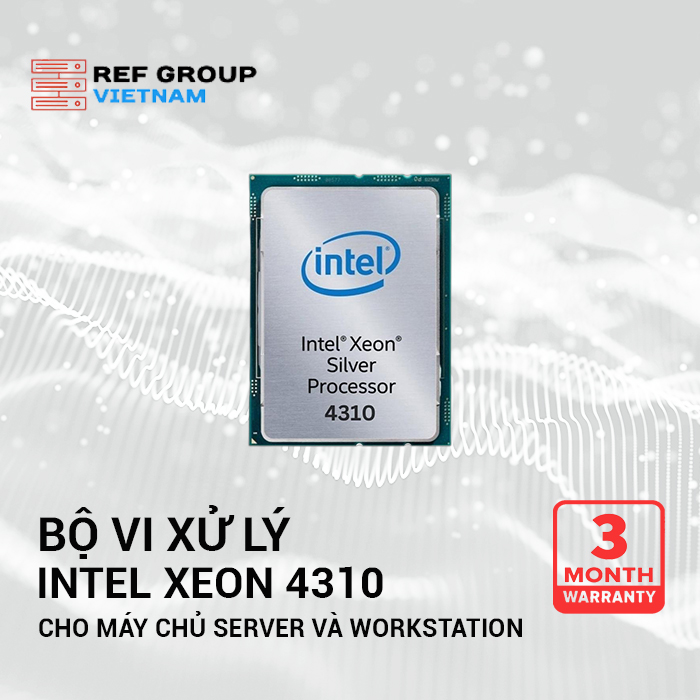 REF GROUP
VIETNAM
intel
Intel® Xeon®
Silver
Processor
4310
BỘ VI XỬ LÝ
INTEL XEON 4310
CHO MÁY CHỦ SERVER VÀ WORKSTATION
3
MONTH
WARRANTY